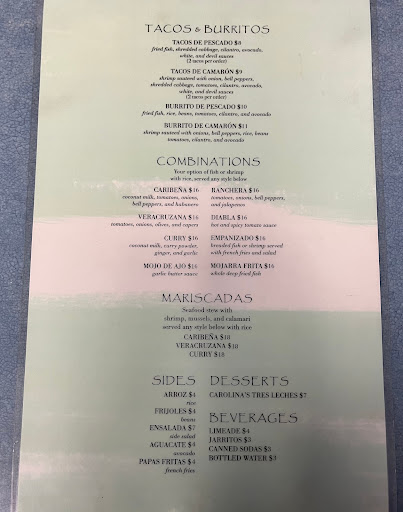 TACOS & BURRITOS
TACOS DE PESCADO $8
fried fish, shredded cabbage, cilantro, avocado,
white, and devil sauces
(2 tacos per order)
TACOS DE CAMARÓN $9
shrimp sauteed with onion, bell peppers,
shredded cabbage, tomatoes, cilantro, avocado,
white, and devil sauces
(2 tacos per order)
BURRITO DE PESCADO $10
fried fish, rice, beans, tomatoes, cilantro, and avocado
BURRITO DE CAMARÓN $11
shrimp sauteed with onions, bell peppers, rice, beans
tomatoes, cilantro, and avocado
COMBINATIONS
Your option of fish or shrimp
with rice, served any style below
CARIBEÑA $16
coconut milk, tomatoes, onions,
bell peppers, and habanero
VERACRUZANA $16
tomatoes, onions, olives, and capers
CURRY $16
coconut milk, curry powder,
ginger, and garlic
MOJO DE AJO $16
garlic butter sauce
RANCHERA $16
tomatoes, onions, bell peppers,
and jalapenos
DIABLA $16
hot and spicy tomato sauce
EMPANIZADO $16
breaded fish or shrimp served
with french fries and salad
MOJARRA FRITA $16
whole deep fried fish
MARISCADAS
Seafood stew with
shrimp, mussels, and calamari
served any style below with rice
CARIBEÑA $18
VERACRUZANA $18
CURRY $18
SIDES
ARROZ $4
rice
FRIJOLES $4
beans
ENSALADA $7
side salad
AGUACATE $4
avocado
PAPAS FRITAS $4
french fries
DESSERTS
CAROLINA'S TRES LECHES $7
BEVERAGES
LIMEADE $4
JARRITOS $3
CANNED SODAS $3
BOTTLED WATER $3